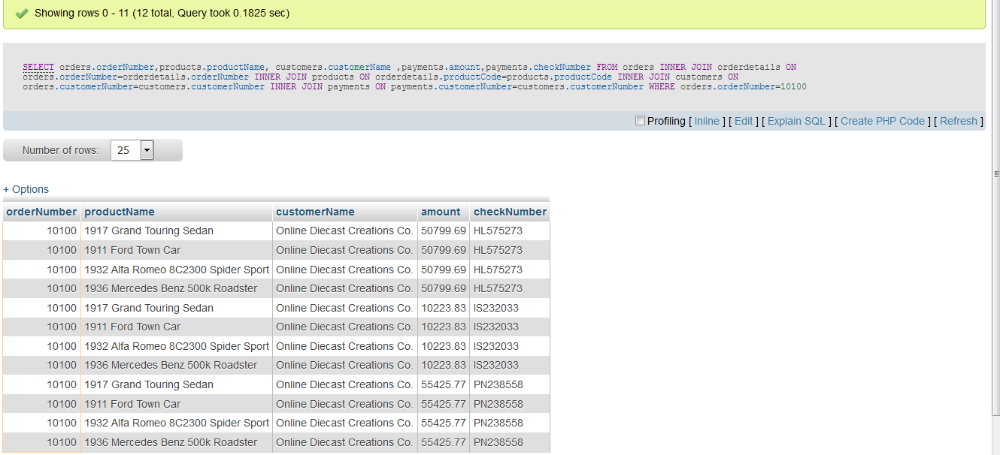 Showing rows 0 - 11 (12 total, Query took 0.1825 sec)
SELECT orders.orderNumber,products.productName, customers.customerName ,payments.amount,payments.checkNumber FROM orders INNER JOIN orderdetails ON
orders.orderNumber=orderdetails.orderNumber INNER JOIN products ON orderdetails.productCode=products.productCode INNER JOIN customers ON
orders.customerNumber=customers.customerNumber INNER JOIN payments ON payments.customerNumber=customers.customerNumber WHERE orders.orderNumber=10100
Profiling [ Inline ] [ Edit ] [ Explain SQL ] [ Create PHP Code ] [ Refresh ]
Number of rows: 25
+ Options
orderNumber productName customerName amount checkNumber
10100 1917 Grand Touring Sedan Online Diecast Creations Co. 50799.69 HL575273
10100 1911 Ford Town Car Online Diecast Creations Co. 50799.69 HL575273
10100 1932 Alfa Romeo 8C2300 Spider Sport Online Diecast Creations Co. 50799.69 HL575273
10100 1936 Mercedes Benz 500k Roadster Online Diecast Creations Co. 50799.69 HL575273
10100 1917 Grand Touring Sedan Online Diecast Creations Co. 10223.83 IS232033
10100 1911 Ford Town Car Online Diecast Creations Co. 10223.83 IS232033
10100 1932 Alfa Romeo 8C2300 Spider Sport Online Diecast Creations Co. 10223.83 IS232033
10100 1936 Mercedes Benz 500k Roadster Online Diecast Creations Co. 10223.83 IS232033
10100 1917 Grand Touring Sedan Online Diecast Creations Co. 55425.77 PN238558
10100 1911 Ford Town Car Online Diecast Creations Co. 55425.77 PN238558
10100 1932 Alfa Romeo 8C2300 Spider Sport Online Diecast Creations Co. 55425.77 PN238558
10100 1936 Mercedes Benz 500k Roadster Online Diecast Creations Co. 55425.77 PN238558